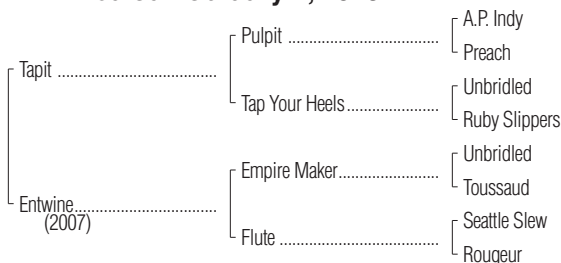 A.P. Indy
Pulpit
Preach
Tapit
Unbridled
Tap Your Heels
Ruby Slippers
Unbridled
Empire Maker
Toussaud
Entwine
(2007)
Seattle Slew
Flute
Rougeur